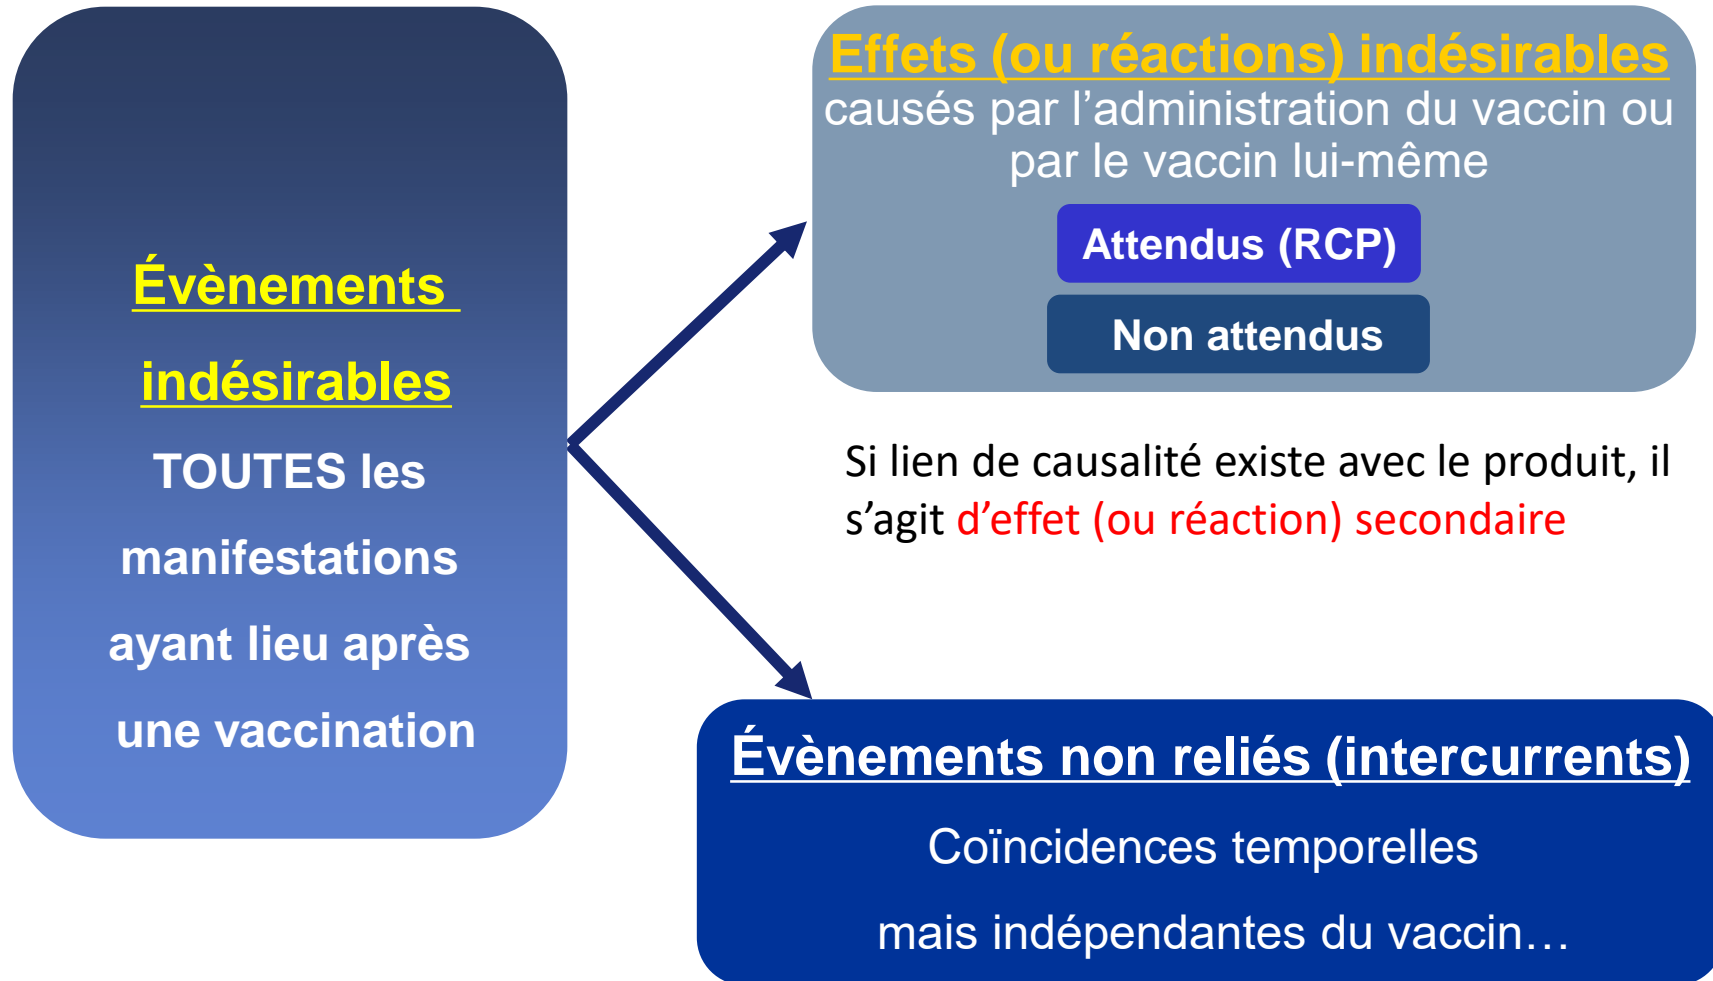 Évènements
indésirables
TOUTES les
manifestations
ayant lieu après
une vaccination
Effets (ou réactions) indésirables
causés par l’administration du vaccin ou
par le vaccin lui-même
Attendus (RCP)
Non attendus
Si lien de causalité existe avec le produit, il
s’agit d’effet (ou réaction) secondaire
Évènements non reliés (intercurrents)
Coïncidences temporelles
mais indépendantes du vaccin…